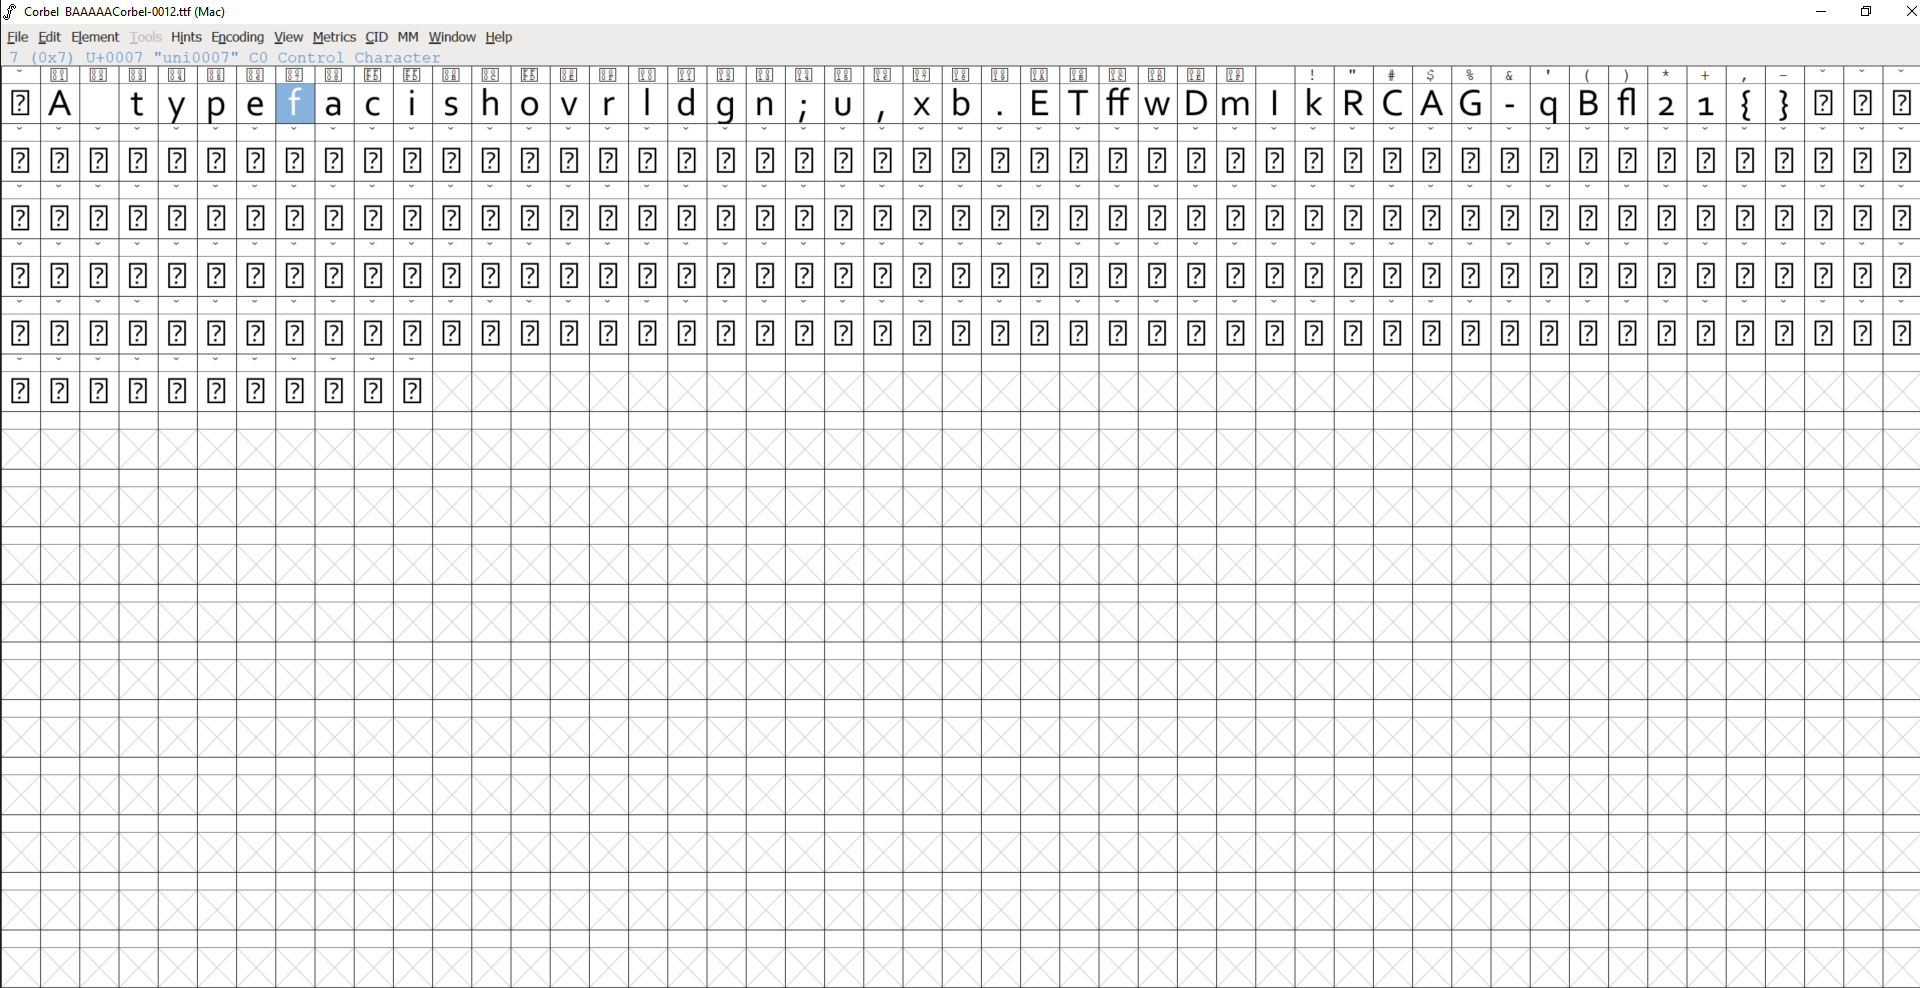 Corbel  BAAAAACorbel-0012.ttf (Mac)
File Edit Element Tools Hints Encoding View Metrics CID MM Window Help
7 (0x7) U+0007 "uni0007" C0 Control Character
! " # $ % & ' ( ) * + , −
A t y p e f a c i s h o v r l d g n ; u , x b . E T ff w D m I k R C A G - q B fl 2 1 { }